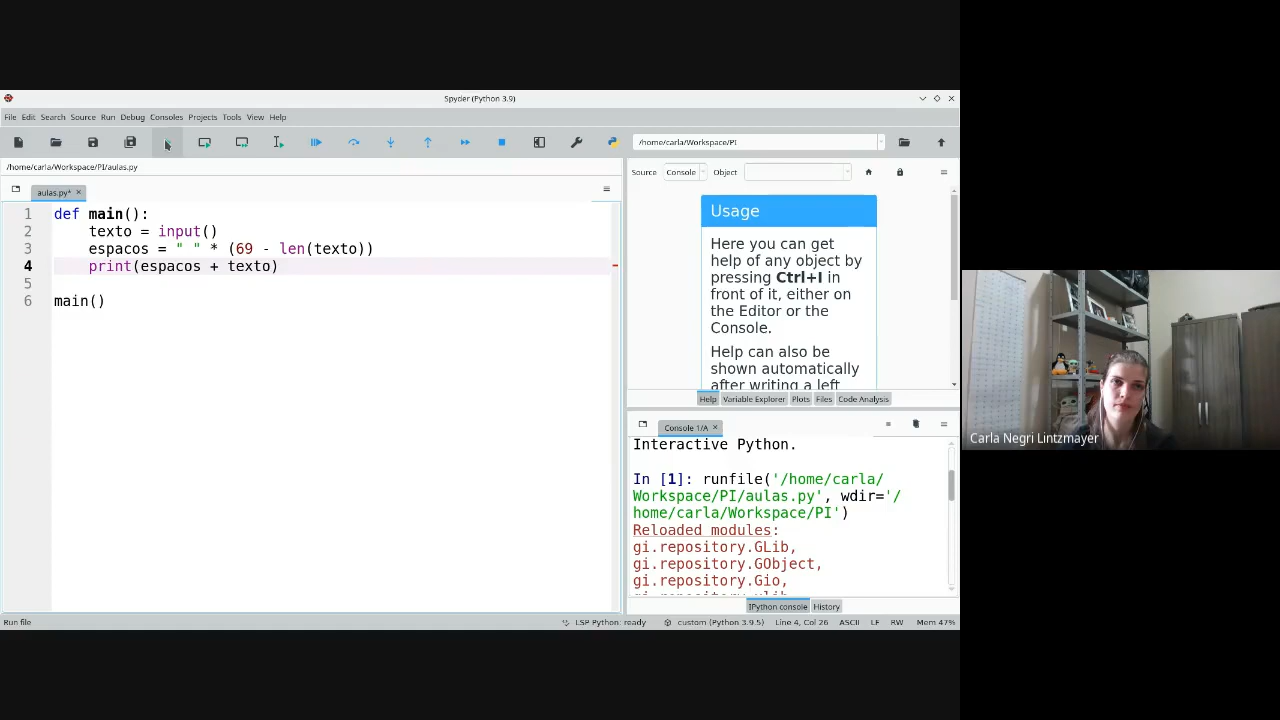 Spyder (Python 3.9)
File Edit Search Source Run Debug Consoles Projects Tools View Help
/home/carla/Workspace/PI
/home/carla/Workspace/PI/aulas.py
aulas.py*
1 def main():
2 texto = input()
3 espacos = " " * (69 - len(texto))
4 print(espacos + texto)
5
6 main()
Source Console Object
Usage
Here you can get
help of any object by
pressing Ctrl+I in
front of it, either on
the Editor or the
Console.
Help can also be
shown automatically
after writing a left
Help Variable Explorer Plots Files Code Analysis
Console 1/A
Interactive Python.
In [1]: runfile('/home/carla/
Workspace/PI/aulas.py', wdir='/
home/carla/Workspace/PI')
Reloaded modules:
gi.repository.GLib,
gi.repository.GObject,
gi.repository.Gio,
IPython console History
Run file LSP Python: ready custom (Python 3.9.5) Line 4, Col 26 ASCII LF RW Mem 47%
Carla Negri Lintzmayer